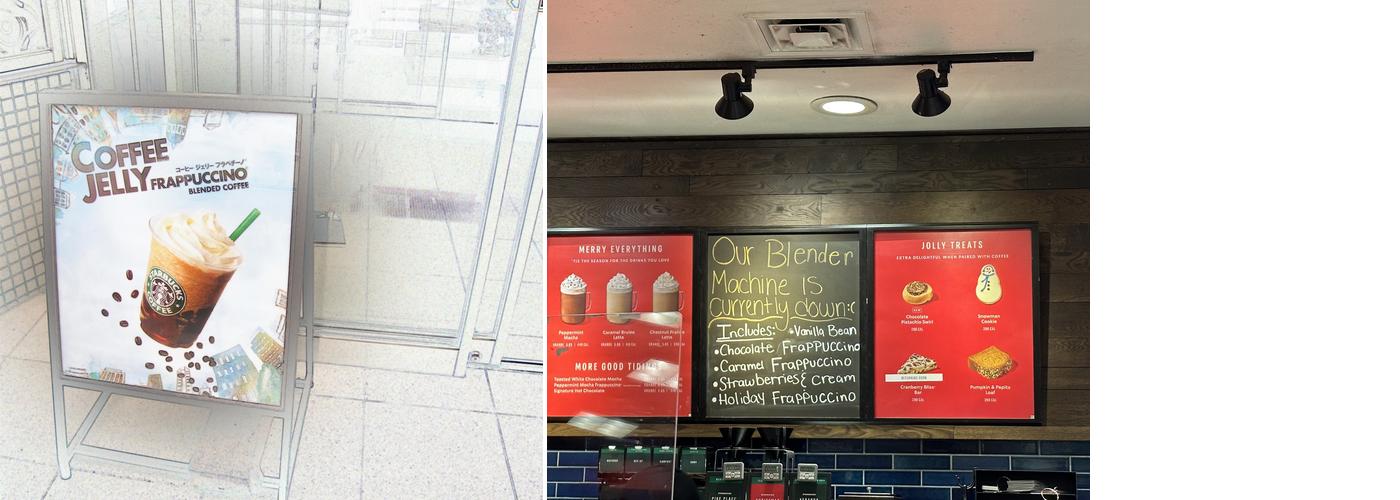 COFFEE
JELLY
コーヒー ジェリー フラペチーノ
FRAPPUCCINO
BLENDED COFFEE
STARBUCKS
COFFEE
MERRY EVERYTHING
'TIS THE SEASON FOR THE DRINKS YOU LOVE
Peppermint
Mocha
Caramel Brulée
Latte
Chestnut Praline
Latte
MORE GOOD TIDINGS
Toasted White Chocolate Mocha
Peppermint Mocha Frappuccino
Signature Hot Chocolate
Our Blender
Machine is
currently down:c
Includes: •Vanilla Bean
•Chocolate Frappuccino
•Caramel Frappuccino
•Strawberries & Cream
•Holiday Frappuccino
JOLLY TREATS
EXTRA DELIGHTFUL WHEN PAIRED WITH COFFEE
Chocolate
Pistachio Swirl
Snowman
Cookie
Cranberry Bliss
Bar
Pumpkin & Pepita
Loaf